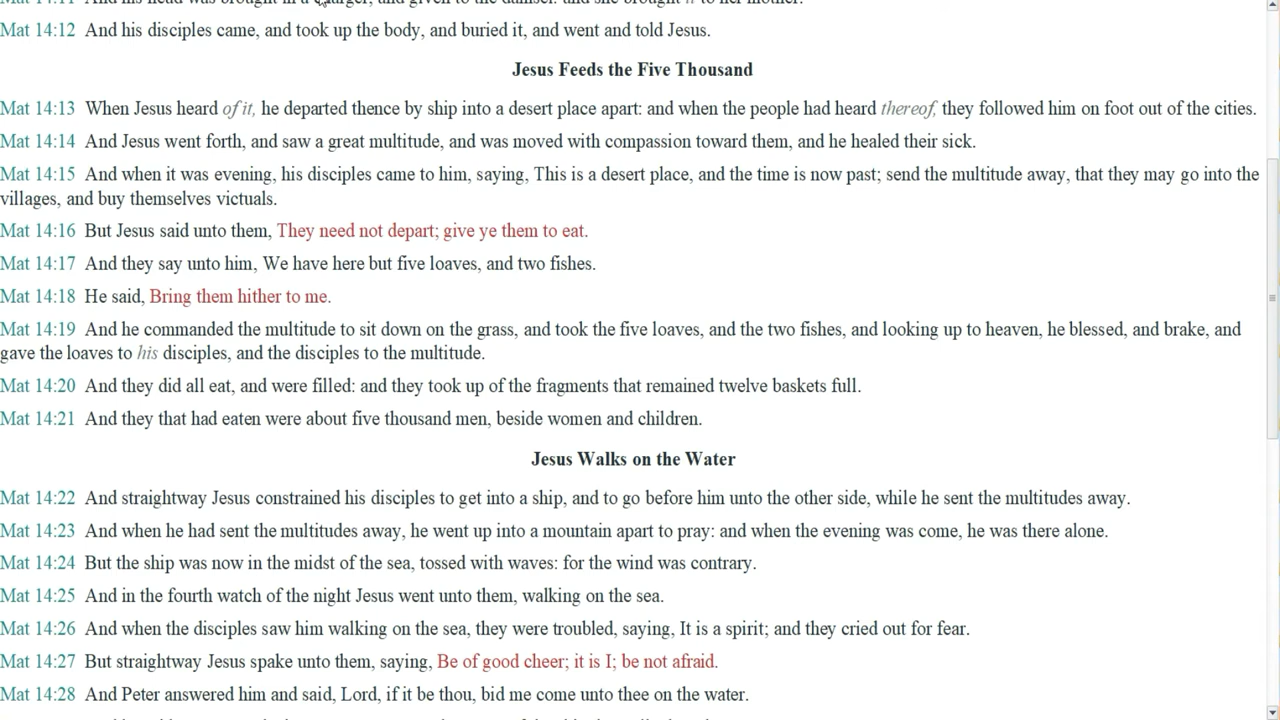 Mat 14:12 And his disciples came, and took up the body, and buried it, and went and told Jesus.
Jesus Feeds the Five Thousand
Mat 14:13 When Jesus heard of it, he departed thence by ship into a desert place apart: and when the people had heard thereof, they followed him on foot out of the cities.
Mat 14:14 And Jesus went forth, and saw a great multitude, and was moved with compassion toward them, and he healed their sick.
Mat 14:15 And when it was evening, his disciples came to him, saying, This is a desert place, and the time is now past; send the multitude away, that they may go into the
villages, and buy themselves victuals.
Mat 14:16 But Jesus said unto them, They need not depart; give ye them to eat.
Mat 14:17 And they say unto him, We have here but five loaves, and two fishes.
Mat 14:18 He said, Bring them hither to me.
Mat 14:19 And he commanded the multitude to sit down on the grass, and took the five loaves, and the two fishes, and looking up to heaven, he blessed, and brake, and
gave the loaves to his disciples, and the disciples to the multitude.
Mat 14:20 And they did all eat, and were filled: and they took up of the fragments that remained twelve baskets full.
Mat 14:21 And they that had eaten were about five thousand men, beside women and children.
Jesus Walks on the Water
Mat 14:22 And straightway Jesus constrained his disciples to get into a ship, and to go before him unto the other side, while he sent the multitudes away.
Mat 14:23 And when he had sent the multitudes away, he went up into a mountain apart to pray: and when the evening was come, he was there alone.
Mat 14:24 But the ship was now in the midst of the sea, tossed with waves: for the wind was contrary.
Mat 14:25 And in the fourth watch of the night Jesus went unto them, walking on the sea.
Mat 14:26 And when the disciples saw him walking on the sea, they were troubled, saying, It is a spirit; and they cried out for fear.
Mat 14:27 But straightway Jesus spake unto them, saying, Be of good cheer; it is I; be not afraid.
Mat 14:28 And Peter answered him and said, Lord, if it be thou, bid me come unto thee on the water.